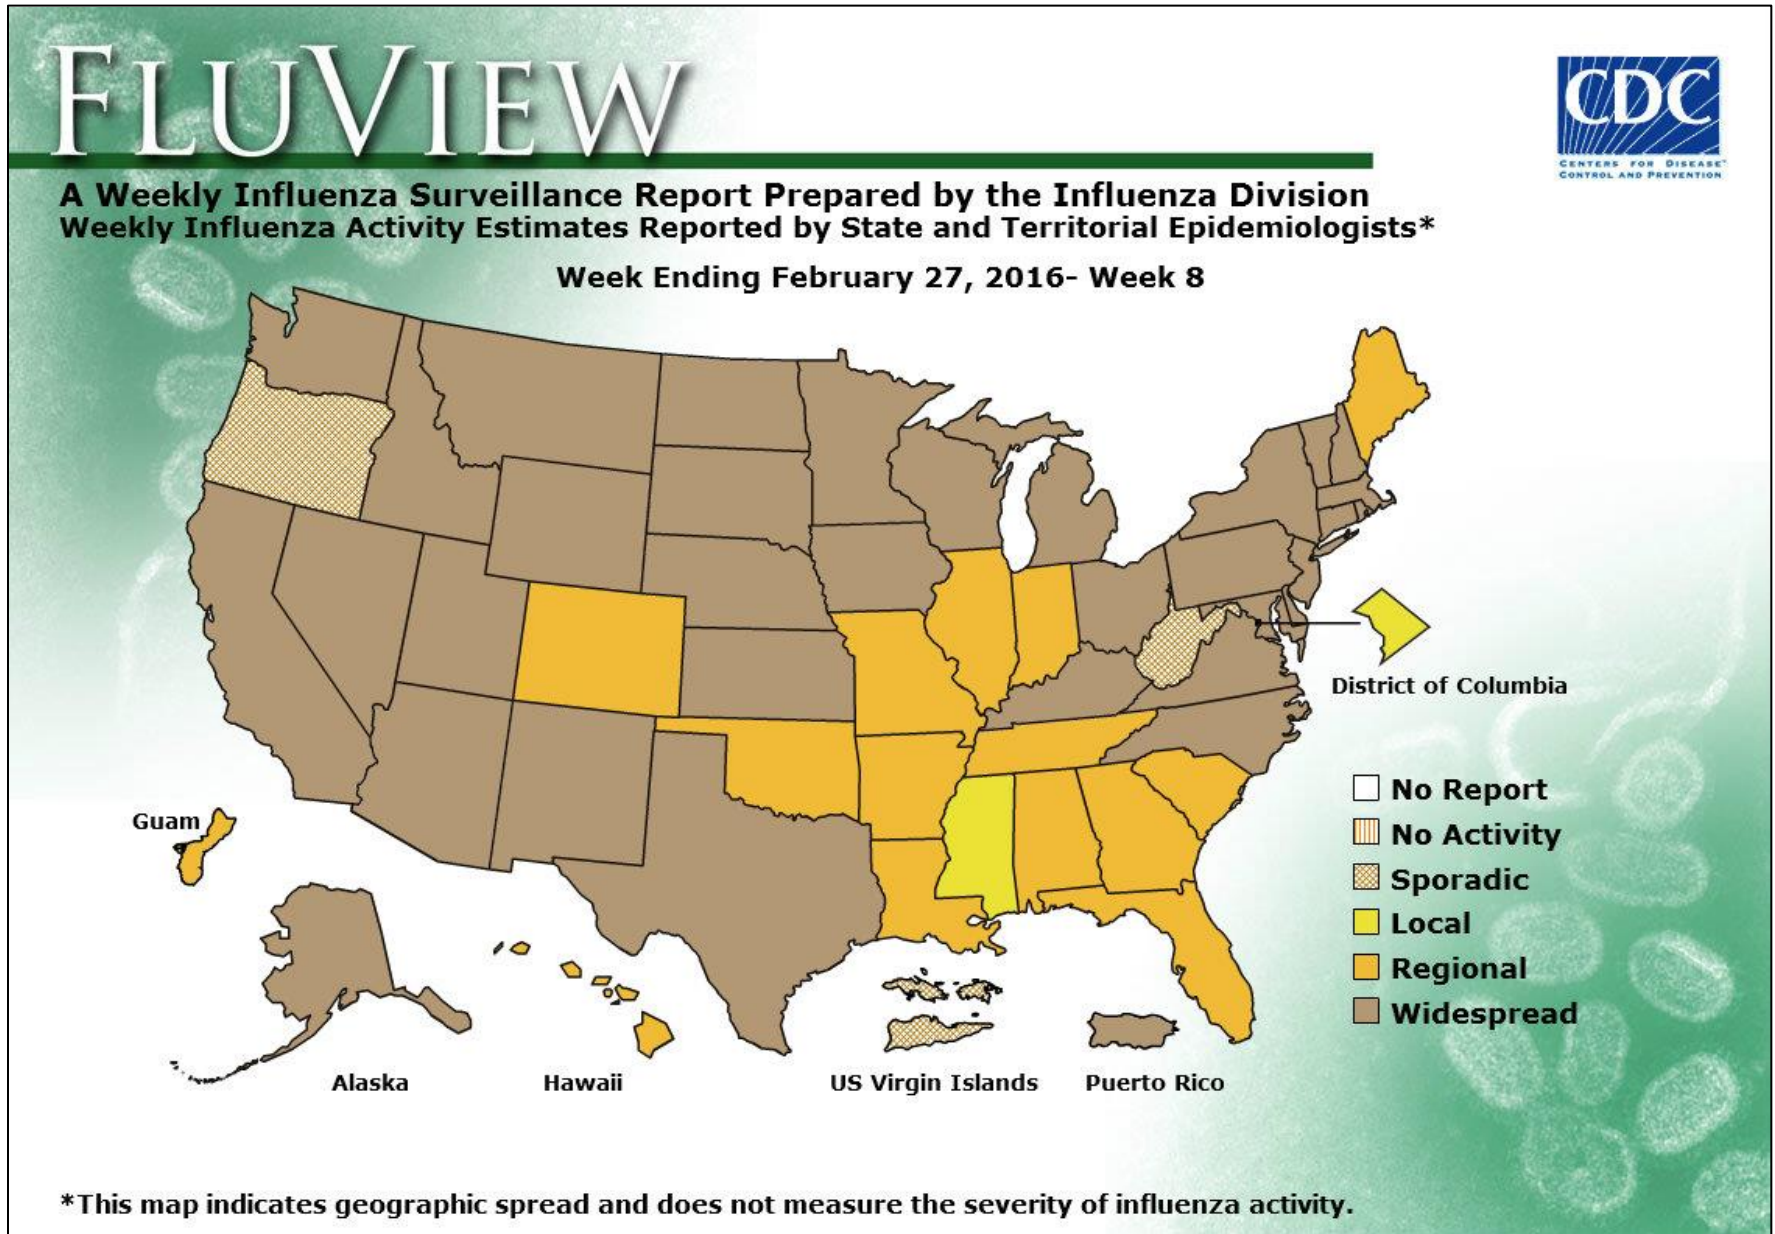 FLUVIEW
CDC
CENTERS FOR DISEASE™
CONTROL AND PREVENTION
A Weekly Influenza Surveillance Report Prepared by the Influenza Division
Weekly Influenza Activity Estimates Reported by State and Territorial Epidemiologists*
Week Ending February 27, 2016- Week 8
District of Columbia
No Report
No Activity
Sporadic
Local
Regional
Widespread
Guam
Alaska
Hawaii
US Virgin Islands
Puerto Rico
*This map indicates geographic spread and does not measure the severity of influenza activity.